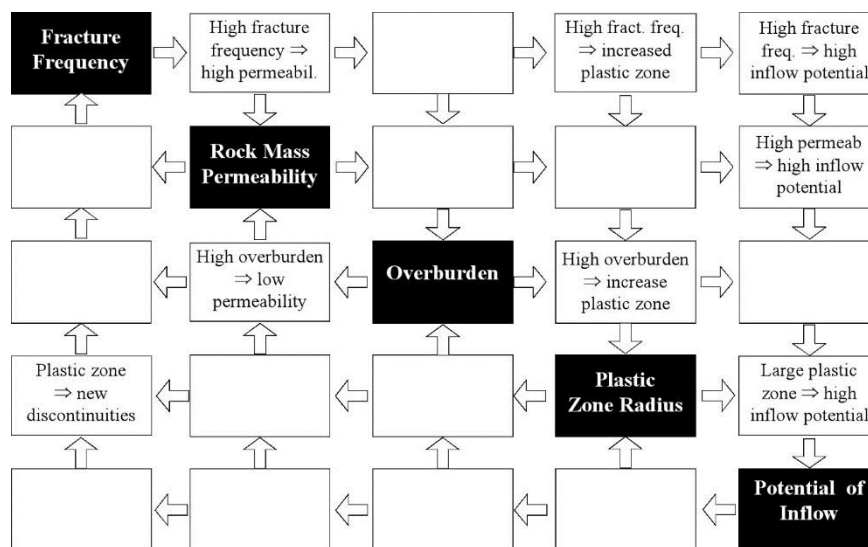 Fracture
Frequency
High fracture
frequency ⇒
high permeabil.
High fract. freq.
⇒ increased
plastic zone
High fracture
freq. ⇒ high
inflow potential
Rock Mass
Permeability
High permeab
⇒ high inflow
potential
High overburden
⇒ low
permeability
Overburden
High overburden
⇒ increase
plastic zone
Plastic zone
⇒ new
discontinuities
Plastic
Zone Radius
Large plastic
zone ⇒ high
inflow potential
Potential of
Inflow